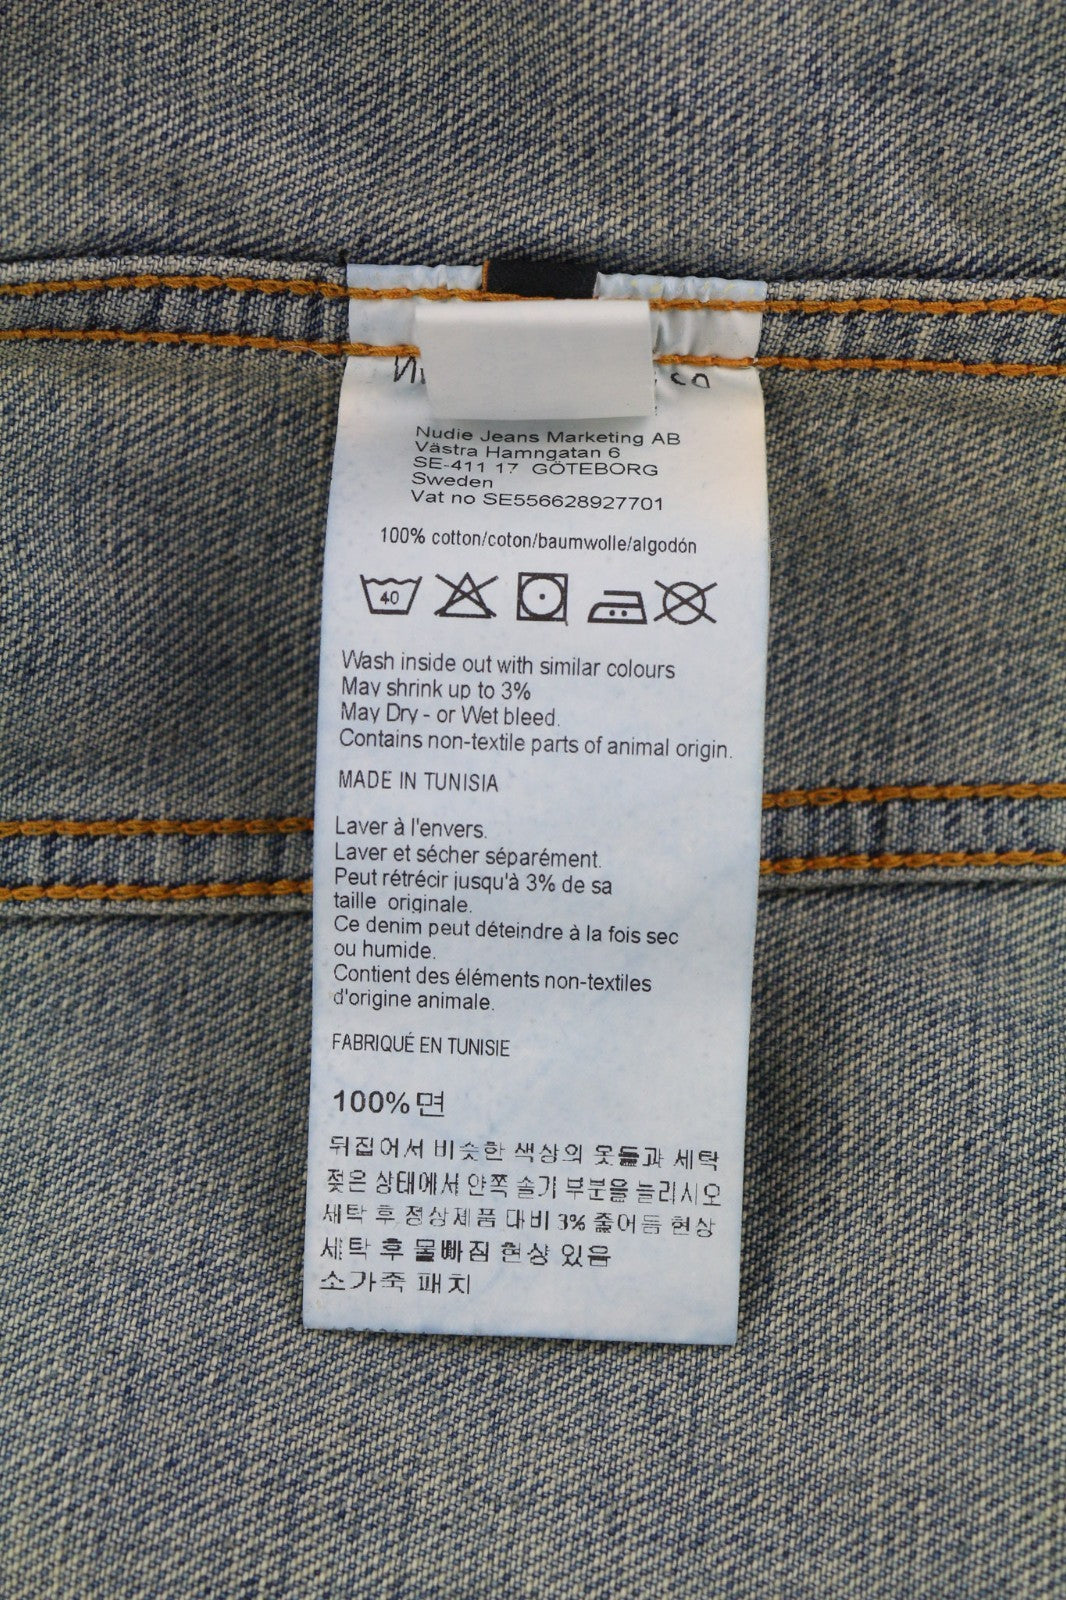 Nudie Jeans Marketing AB
Västra Hamngatan 6
SE-411 17 GÖTEBORG
Sweden
Vat no SE556628927701
100% cotton/coton/baumwolle/algodón
40
Wash inside out with similar colours
May shrink up to 3%
May Dry - or Wet bleed.
Contains non-textile parts of animal origin.
MADE IN TUNISIA
Laver à l'envers.
Laver et sécher séparément.
Peut rétrécir jusqu'à 3% de sa
taille originale.
Ce denim peut déteindre à la fois sec
ou humide.
Contient des éléments non-textiles
d'origine animale.
FABRIQUÉ EN TUNISIE
100%면
뒤집어서 비슷한 색상의 옷들과 세탁
젖은 상태에서 안쪽 솔기 부분을 늘리시오
세탁 후 정상제품 대비 3% 줄어듬 현상
세탁 후 물빠짐 현상 있음
소가죽 패치